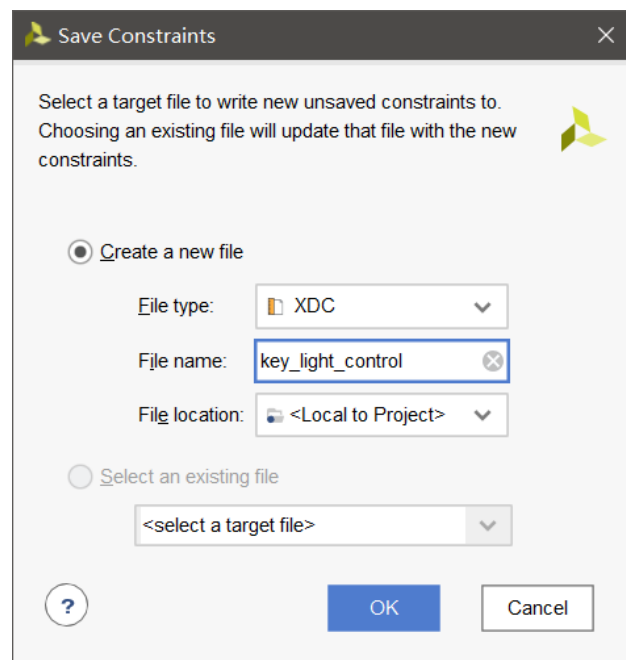 Save Constraints
Select a target file to write new unsaved constraints to.
Choosing an existing file will update that file with the new
constraints.
Create a new file
File type: XDC
File name: key_light_control
File location: <Local to Project>
Select an existing file
<select a target file>
? OK Cancel